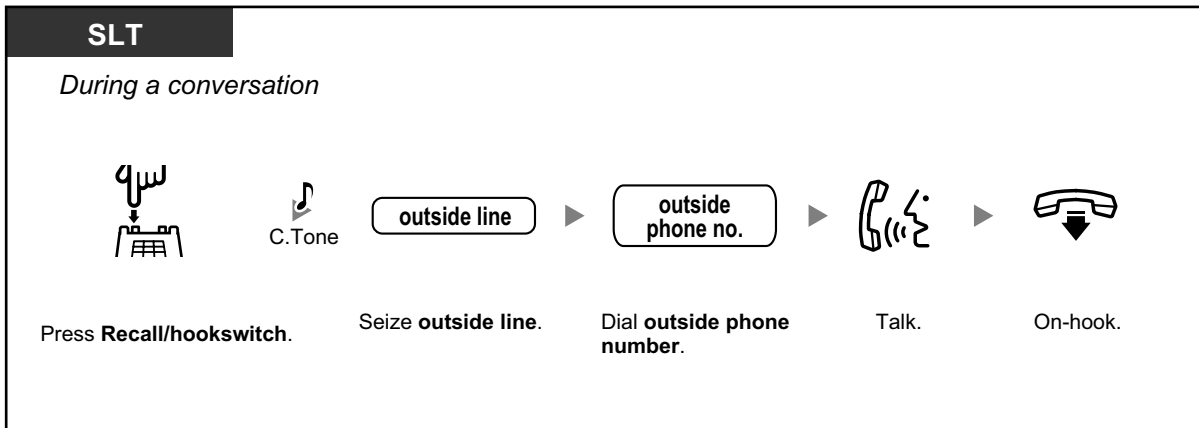 SLT
During a conversation
C.Tone
outside line
outside
phone no.
Press Recall/hookswitch.
Seize outside line.
Dial outside phone
number.
Talk.
On-hook.